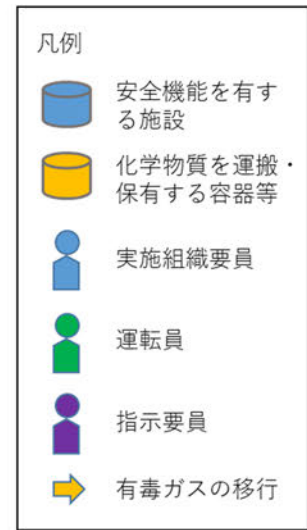 凡例
安全機能を有す
る施設
化学物質を運搬・
保有する容器等
実施組織要員
運転員
指示要員
有毒ガスの移行